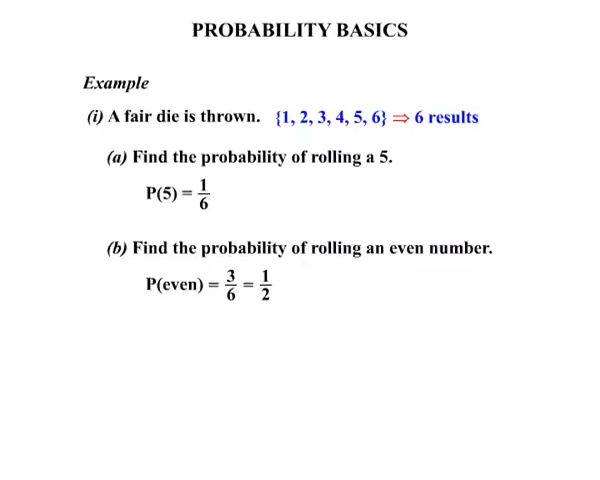 PROBABILITY BASICS
Example
(i) A fair die is thrown. {1, 2, 3, 4, 5, 6} ⇒ 6 results
(a) Find the probability of rolling a 5.
P(5) = 1/6
(b) Find the probability of rolling an even number.
P(even) = 3/6 = 1/2